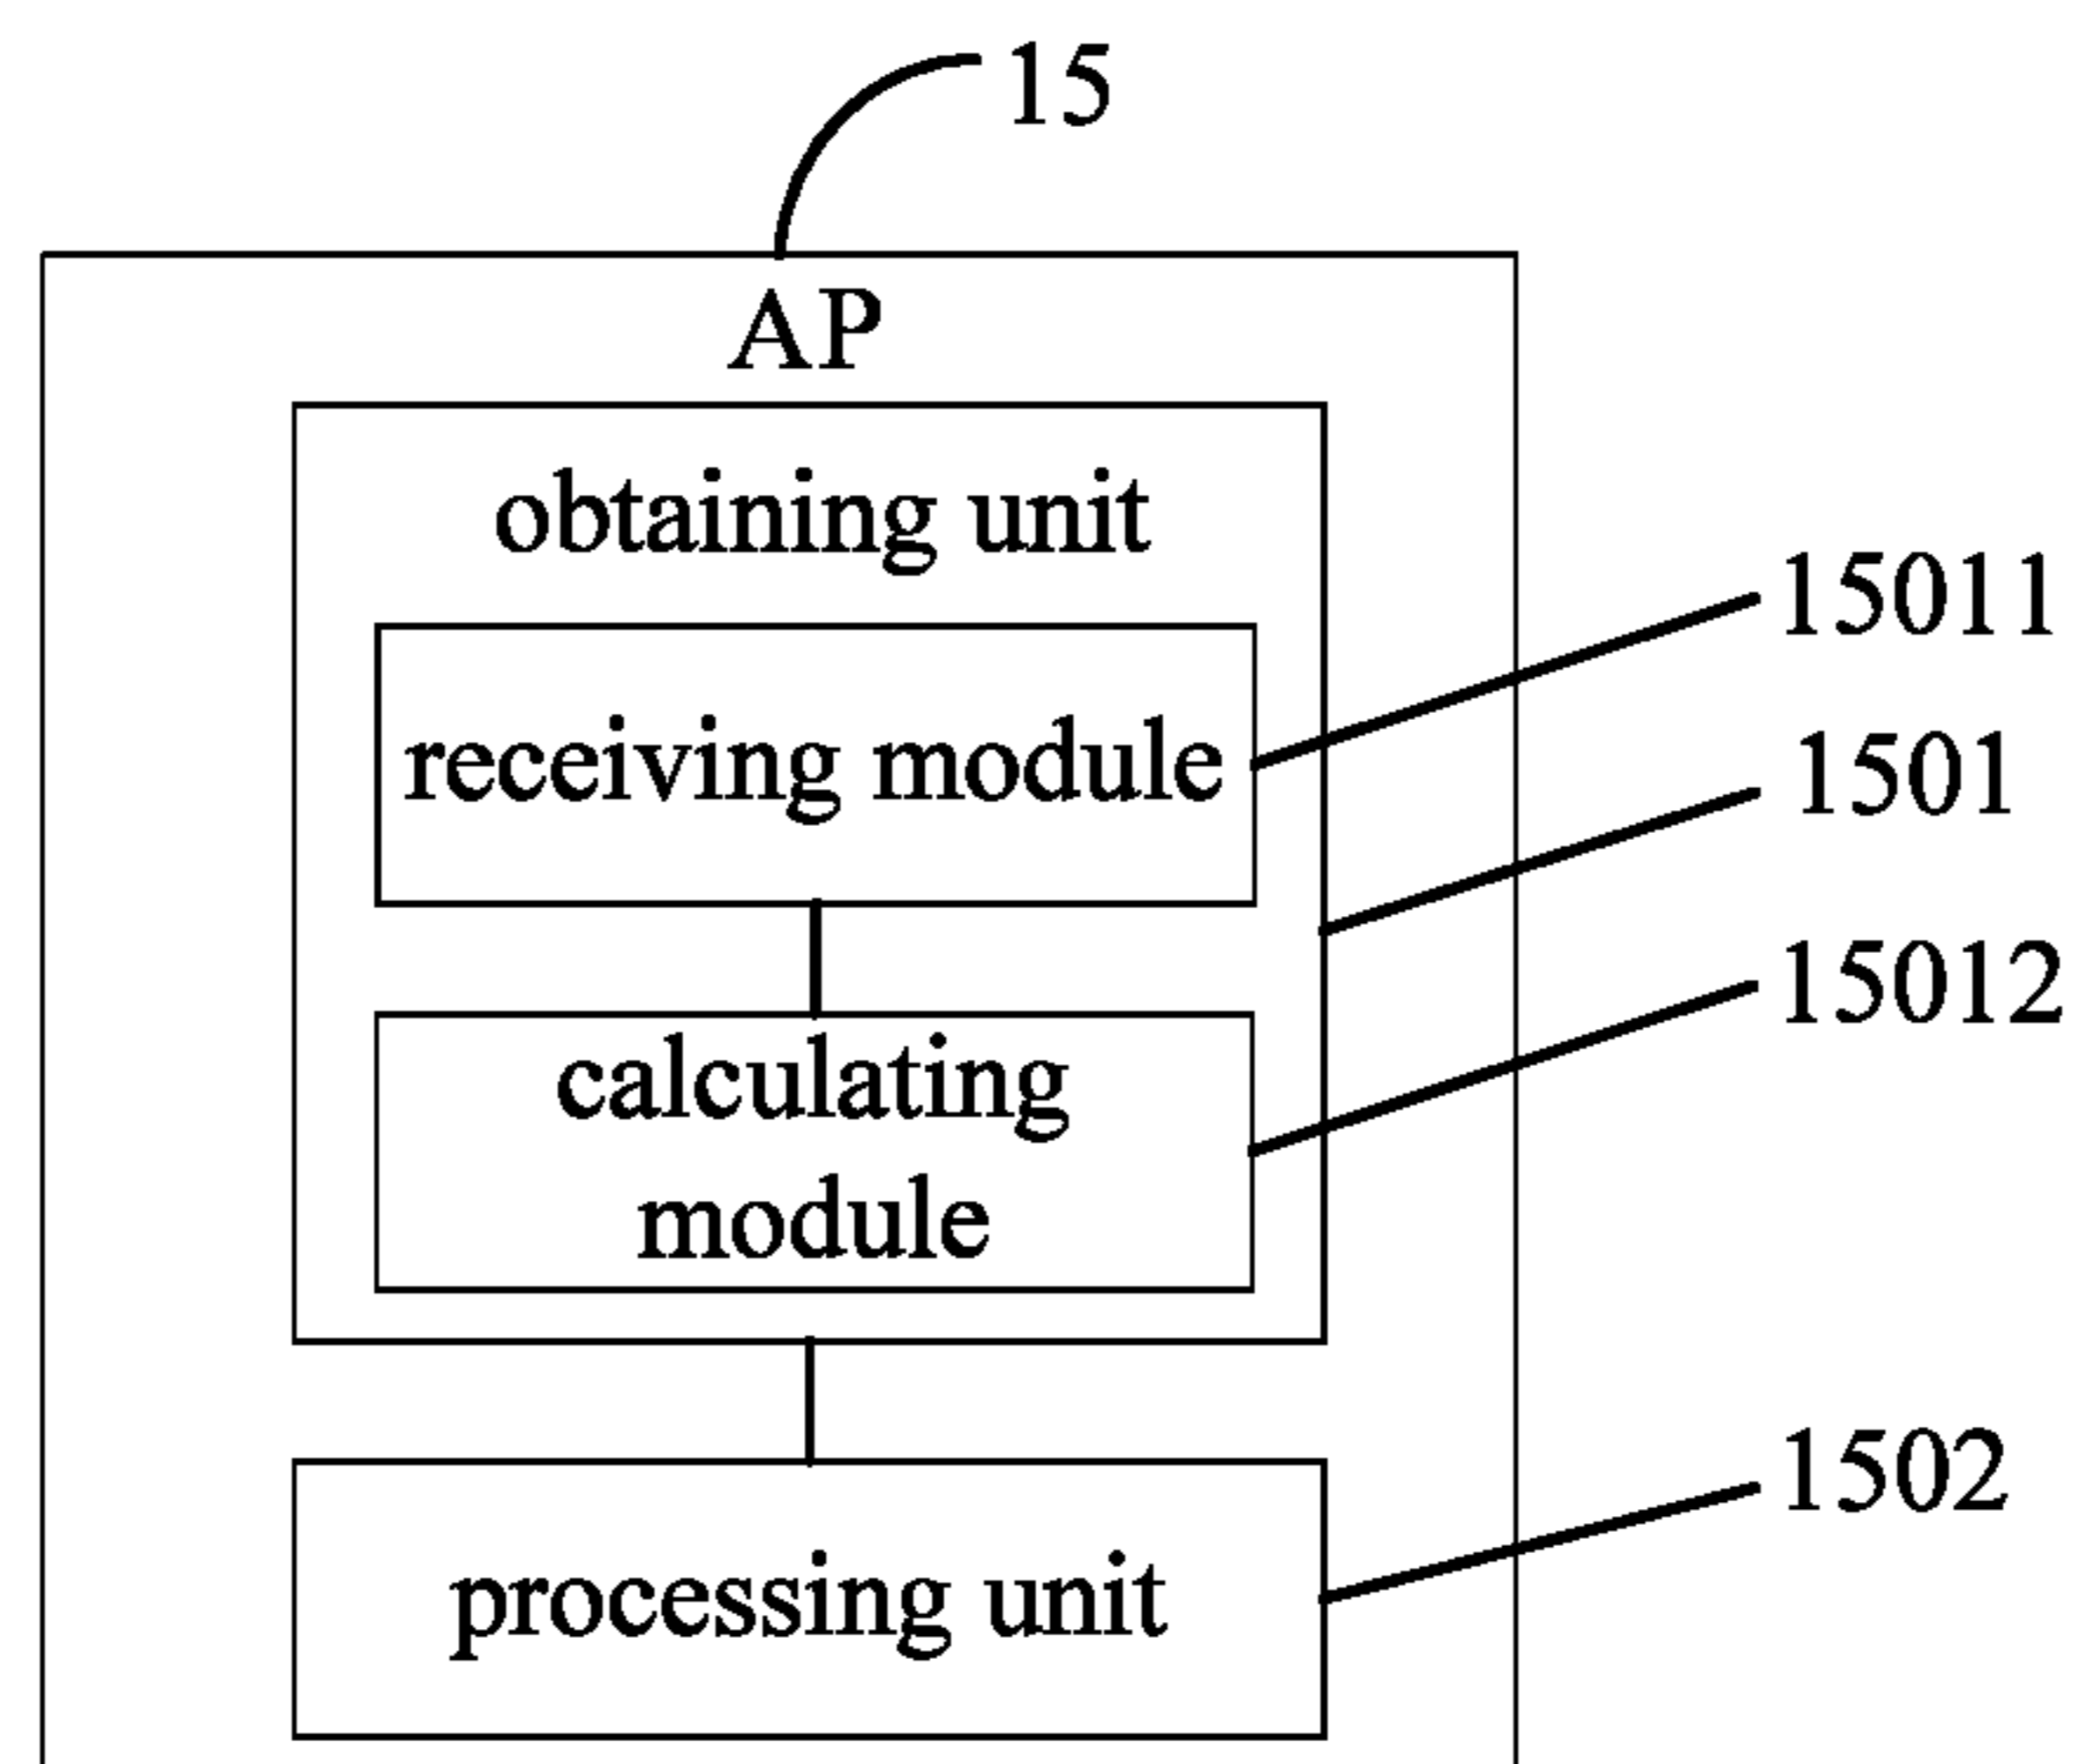 15
AP
obtaining unit
15011
receiving module
1501
15012
calculating
module
1502
processing unit